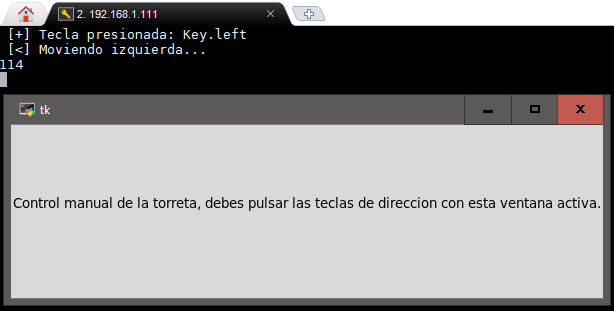 2. 192.168.1.111
[+] Tecla presionada: Key.left
[<] Moviendo izquierda...
114
tk
Control manual de la torreta, debes pulsar las teclas de direccion con esta ventana activa.